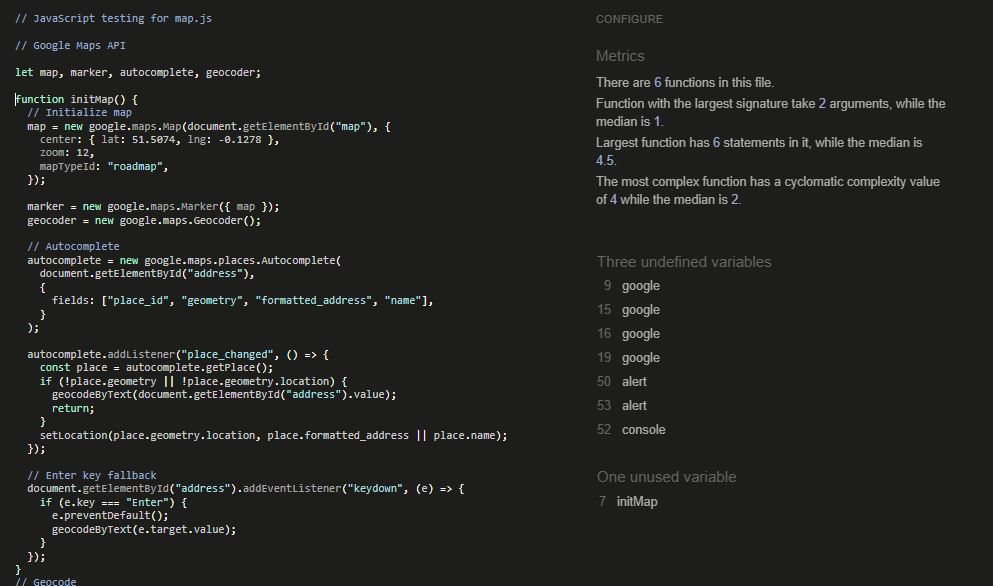 // JavaScript testing for map.js
// Google Maps API
let map, marker, autocomplete, geocoder;
function initMap() {
// Initialize map
map = new google.maps.Map(document.getElementById("map"), {
center: { lat: 51.5074, lng: -0.1278 },
zoom: 12,
mapTypeId: "roadmap",
});
marker = new google.maps.Marker({ map });
geocoder = new google.maps.Geocoder();
// Autocomplete
autocomplete = new google.maps.places.Autocomplete(
document.getElementById("address"),
{
fields: ["place_id", "geometry", "formatted_address", "name"],
}
);
autocomplete.addListener("place_changed", () => {
const place = autocomplete.getPlace();
if (!place.geometry || !place.geometry.location) {
geocodeByText(document.getElementById("address").value);
return;
}
setLocation(place.geometry.location, place.formatted_address || place.name);
});
// Enter key fallback
document.getElementById("address").addEventListener("keydown", (e) => {
if (e.key === "Enter") {
e.preventDefault();
geocodeByText(e.target.value);
}
});
}
// Geocode
CONFIGURE
Metrics
There are 6 functions in this file.
Function with the largest signature take 2 arguments, while the
median is 1.
Largest function has 6 statements in it, while the median is
4.5.
The most complex function has a cyclomatic complexity value
of 4 while the median is 2.
Three undefined variables
9 google
15 google
16 google
19 google
50 alert
53 alert
52 console
One unused variable
7 initMap